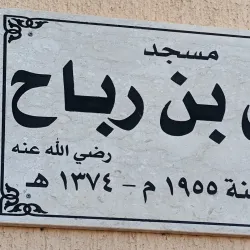 مسجد
بن رباح
رضي الله عنه
١٩٥٥ م - ١٣٧٤ هـ